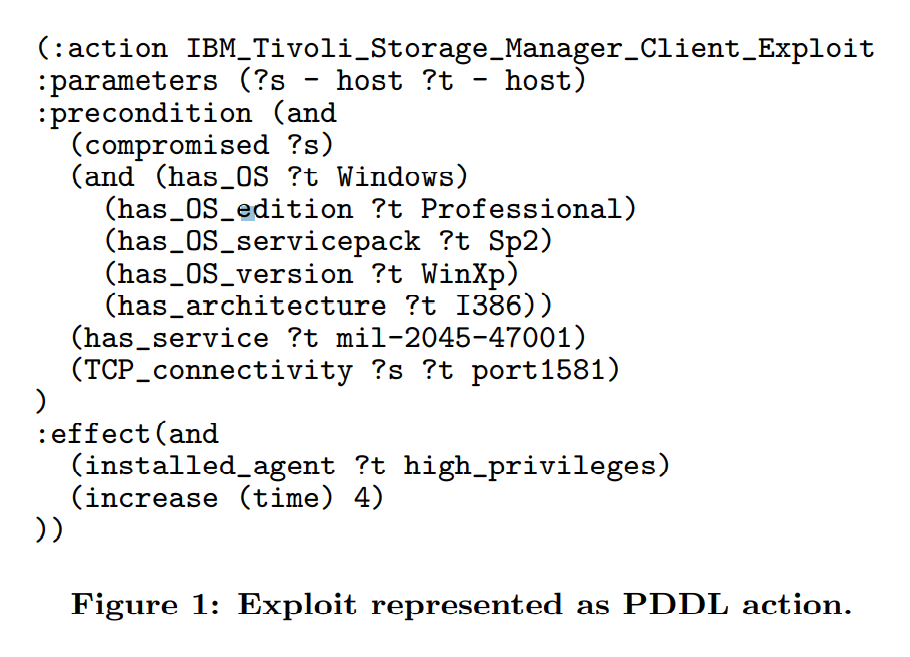 (:action IBM_Tivoli_Storage_Manager_Client_Exploit
:parameters (?s - host ?t - host)
:precondition (and
(compromised ?s)
(and (has_OS ?t Windows)
(has_OS_edition ?t Professional)
(has_OS_servicepack ?t Sp2)
(has_OS_version ?t WinXp)
(has_architecture ?t I386))
(has_service ?t mil-2045-47001)
(TCP_connectivity ?s ?t port1581)
)
:effect(and
(installed_agent ?t high_privileges)
(increase (time) 4)
))
Figure 1: Exploit represented as PDDL action.